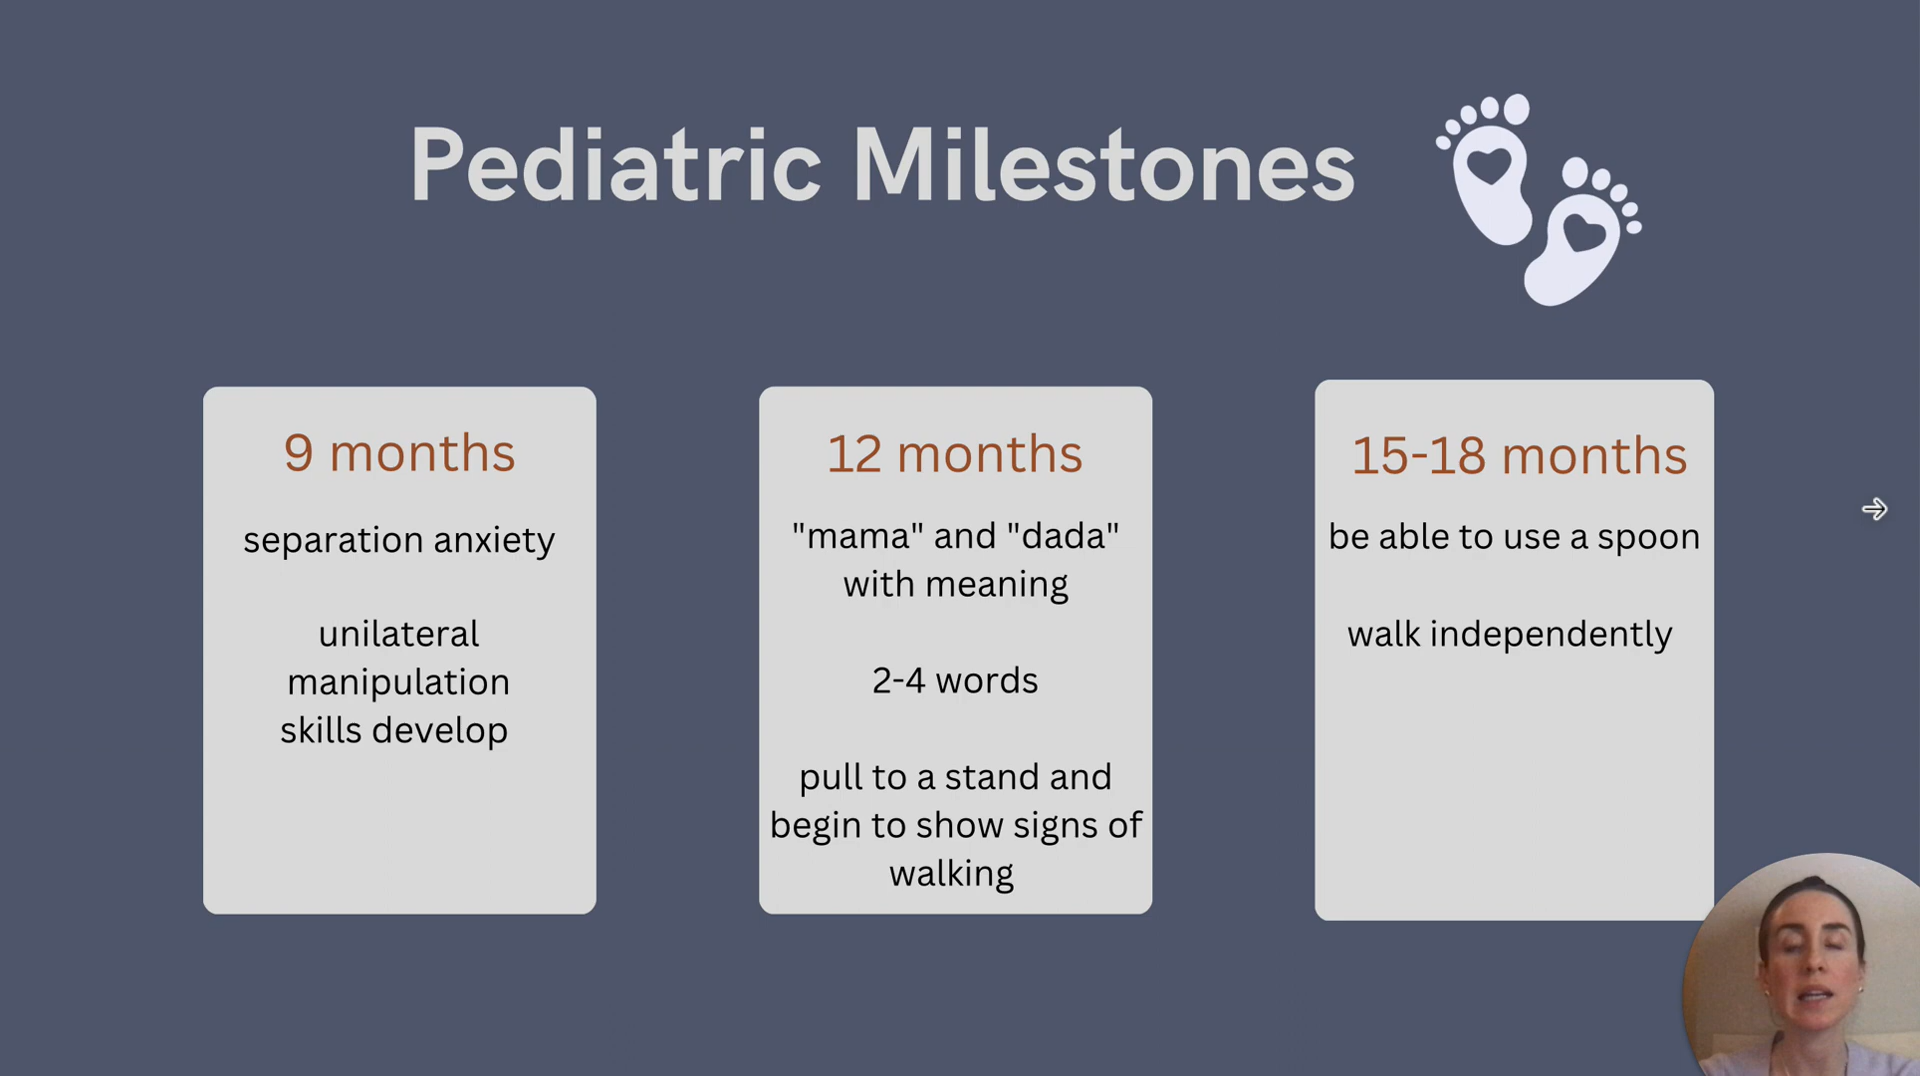 Pediatric Milestones
9 months
separation anxiety
unilateral
manipulation
skills develop
12 months
"mama" and "dada"
with meaning
2-4 words
pull to a stand and
begin to show signs of
walking
15-18 months
be able to use a spoon
walk independently